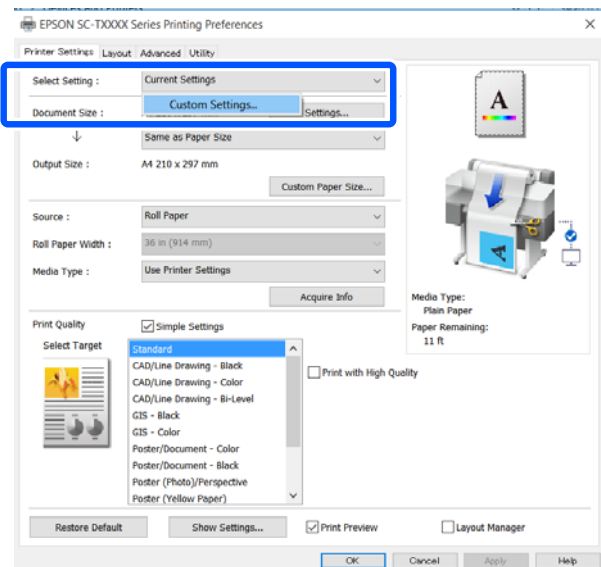 EPSON SC-TXXXX Series Printing Preferences
Printer Settings Layout Advanced Utility
Select Setting : Current Settings
Custom Settings...
Document Size : Settings...
Same as Paper Size
Output Size : A4 210 x 297 mm
Custom Paper Size...
Source : Roll Paper
Roll Paper Width : 36 in (914 mm)
Media Type : Use Printer Settings
Acquire Info
A
Media Type:
Plain Paper
Paper Remaining:
11 ft
Print Quality Simple Settings
Select Target
Standard
CAD/Line Drawing - Black
CAD/Line Drawing - Color
CAD/Line Drawing - Bi-Level
GIS - Black
GIS - Color
Poster/Document - Color
Poster/Document - Black
Poster (Photo)/Perspective
Poster (Yellow Paper)
Print with High Quality
Restore Default Show Settings... Print Preview Layout Manager
OK Cancel Apply Help